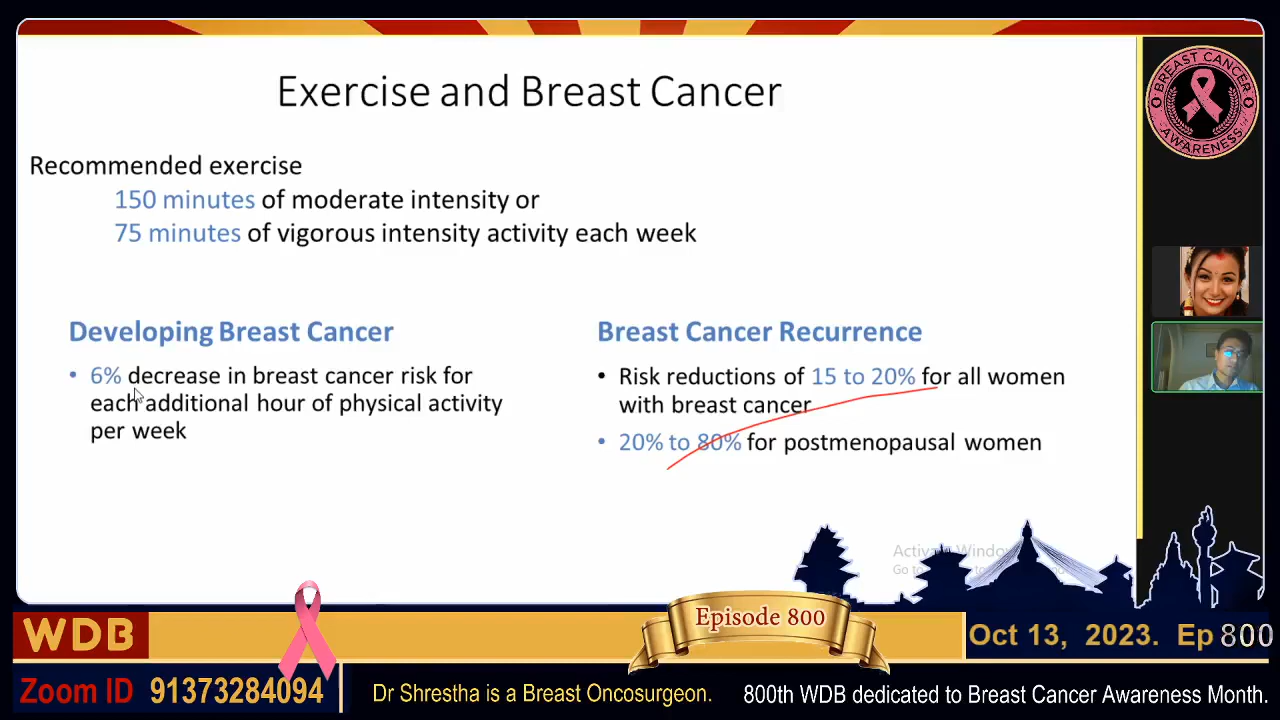 Exercise and Breast Cancer
Recommended exercise
150 minutes of moderate intensity or
75 minutes of vigorous intensity activity each week
Developing Breast Cancer
• 6% decrease in breast cancer risk for
each additional hour of physical activity
per week
Breast Cancer Recurrence
• Risk reductions of 15 to 20% for all women
with breast cancer
• 20% to 80% for postmenopausal women
BREAST CANCER
AWARENESS
Episode 800
WDB
Oct 13, 2023. Ep 800
Zoom ID 91373284094
Dr Shrestha is a Breast Oncosurgeon.
800th WDB dedicated to Breast Cancer Awareness Month.